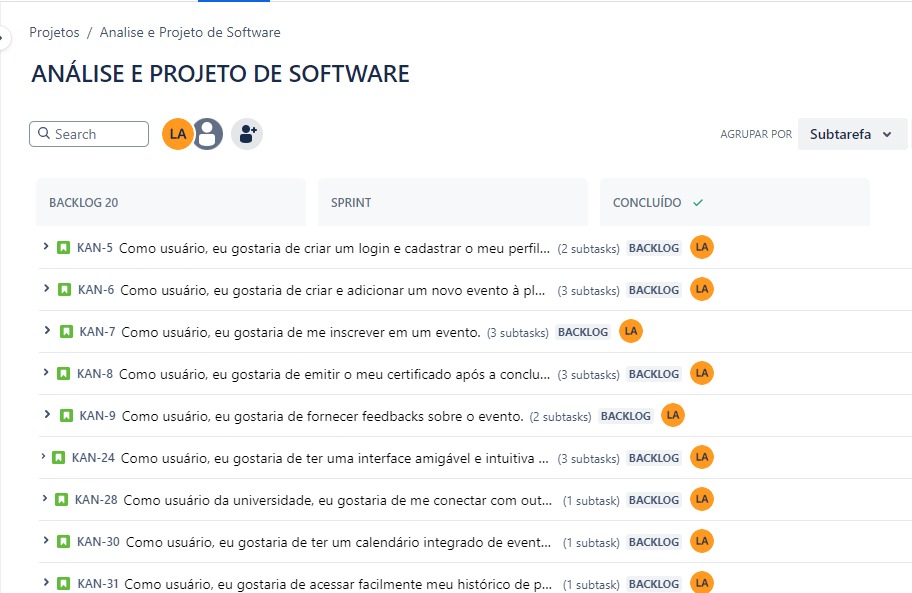 Projetos / Analise e Projeto de Software
ANÁLISE E PROJETO DE SOFTWARE
Search LA AGRUPAR POR Subtarefa
BACKLOG 20 SPRINT CONCLUÍDO
KAN-5 Como usuário, eu gostaria de criar um login e cadastrar o meu perfil... (2 subtasks) BACKLOG LA
KAN-6 Como usuário, eu gostaria de criar e adicionar um novo evento à pl... (3 subtasks) BACKLOG LA
KAN-7 Como usuário, eu gostaria de me inscrever em um evento. (3 subtasks) BACKLOG LA
KAN-8 Como usuário, eu gostaria de emitir o meu certificado após a conclu... (3 subtasks) BACKLOG LA
KAN-9 Como usuário, eu gostaria de fornecer feedbacks sobre o evento. (2 subtasks) BACKLOG LA
KAN-24 Como usuário, eu gostaria de ter uma interface amigável e intuitiva ... (3 subtasks) BACKLOG LA
KAN-28 Como usuário da universidade, eu gostaria de me conectar com out... (1 subtask) BACKLOG LA
KAN-30 Como usuário, eu gostaria de ter um calendário integrado de event... (1 subtask) BACKLOG LA
KAN-31 Como usuário, eu gostaria de acessar facilmente meu histórico de p... (1 subtask) BACKLOG LA